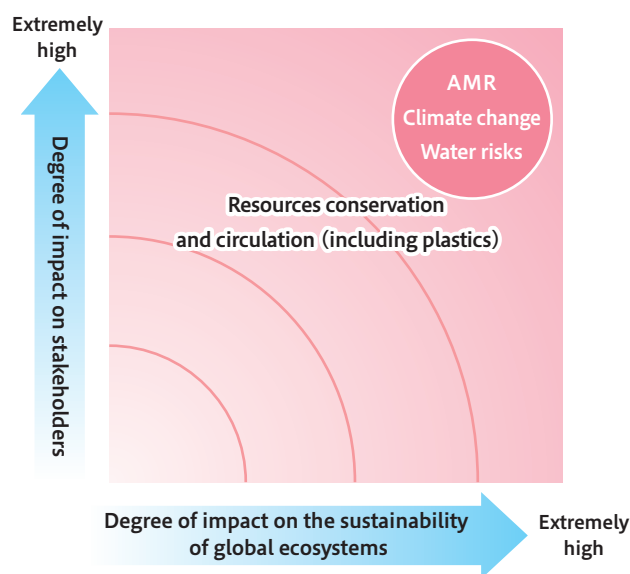 Extremely
high
Degree of impact on stakeholders
AMR
Climate change
Water risks
Resources conservation
and circulation (including plastics)
Degree of impact on the sustainability
of global ecosystems
Extremely
high